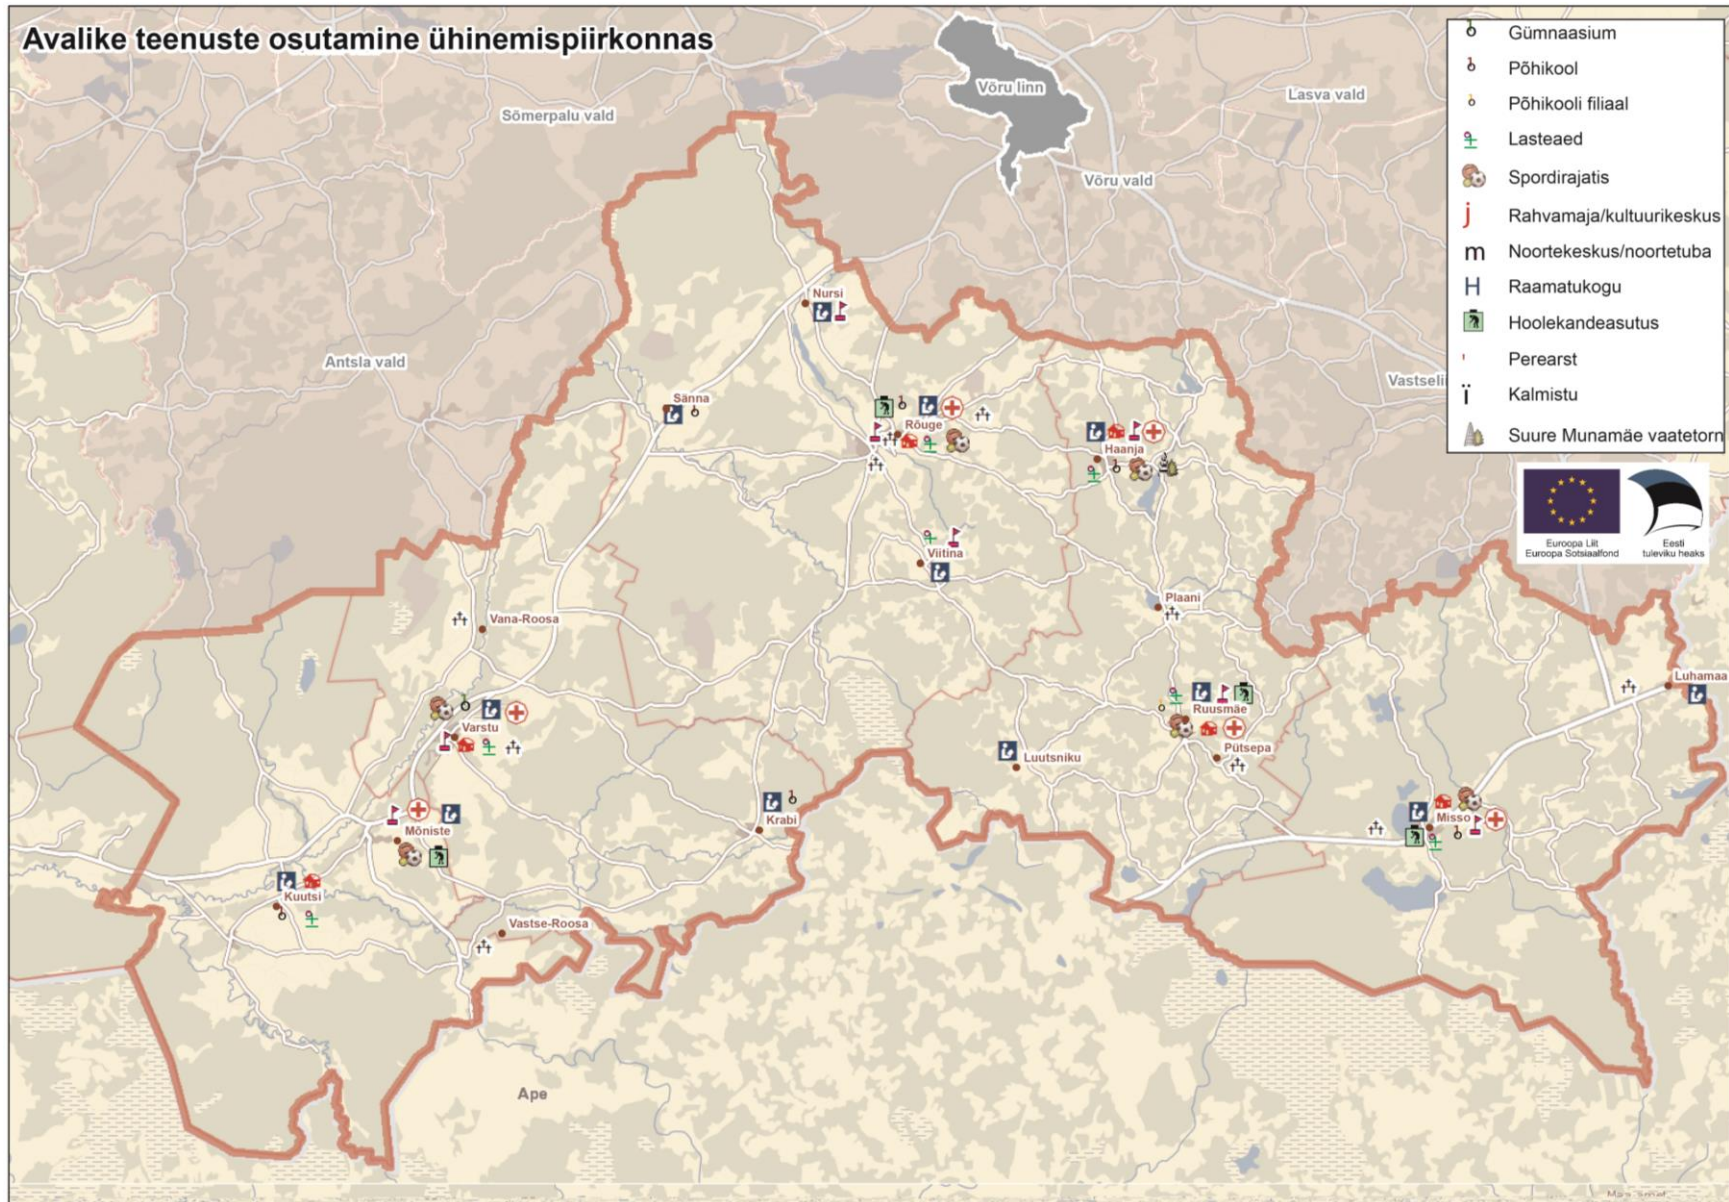 Avalike teenuste osutamine ühinemispiirkonnas
Gümnaasium
Põhikool
Põhikooli filiaal
Lasteaed
Spordirajatis
j Rahvamaja/kultuurikeskus
m Noortekeskus/noortetuba
H Raamatukogu
Hoolekandeasutus
' Perearst
ï Kalmistu
Suure Munamäe vaatetorn
Euroopa Liit
Euroopa Sotsiaalfond
Eesti
tuleviku heaks
Võru linn
Lasva vald
Sõmerpalu vald
Võru vald
Antsla vald
Vastselii
Nursi
Sänna
Rõuge
Haanja
Viitina
Plaani
Vana-Roosa
Luhamaa
Ruusmäe
Varstu
Pütsepa
Luutsniku
Misso
Krabi
Mõniste
Kuutsi
Vastse-Roosa
Ape